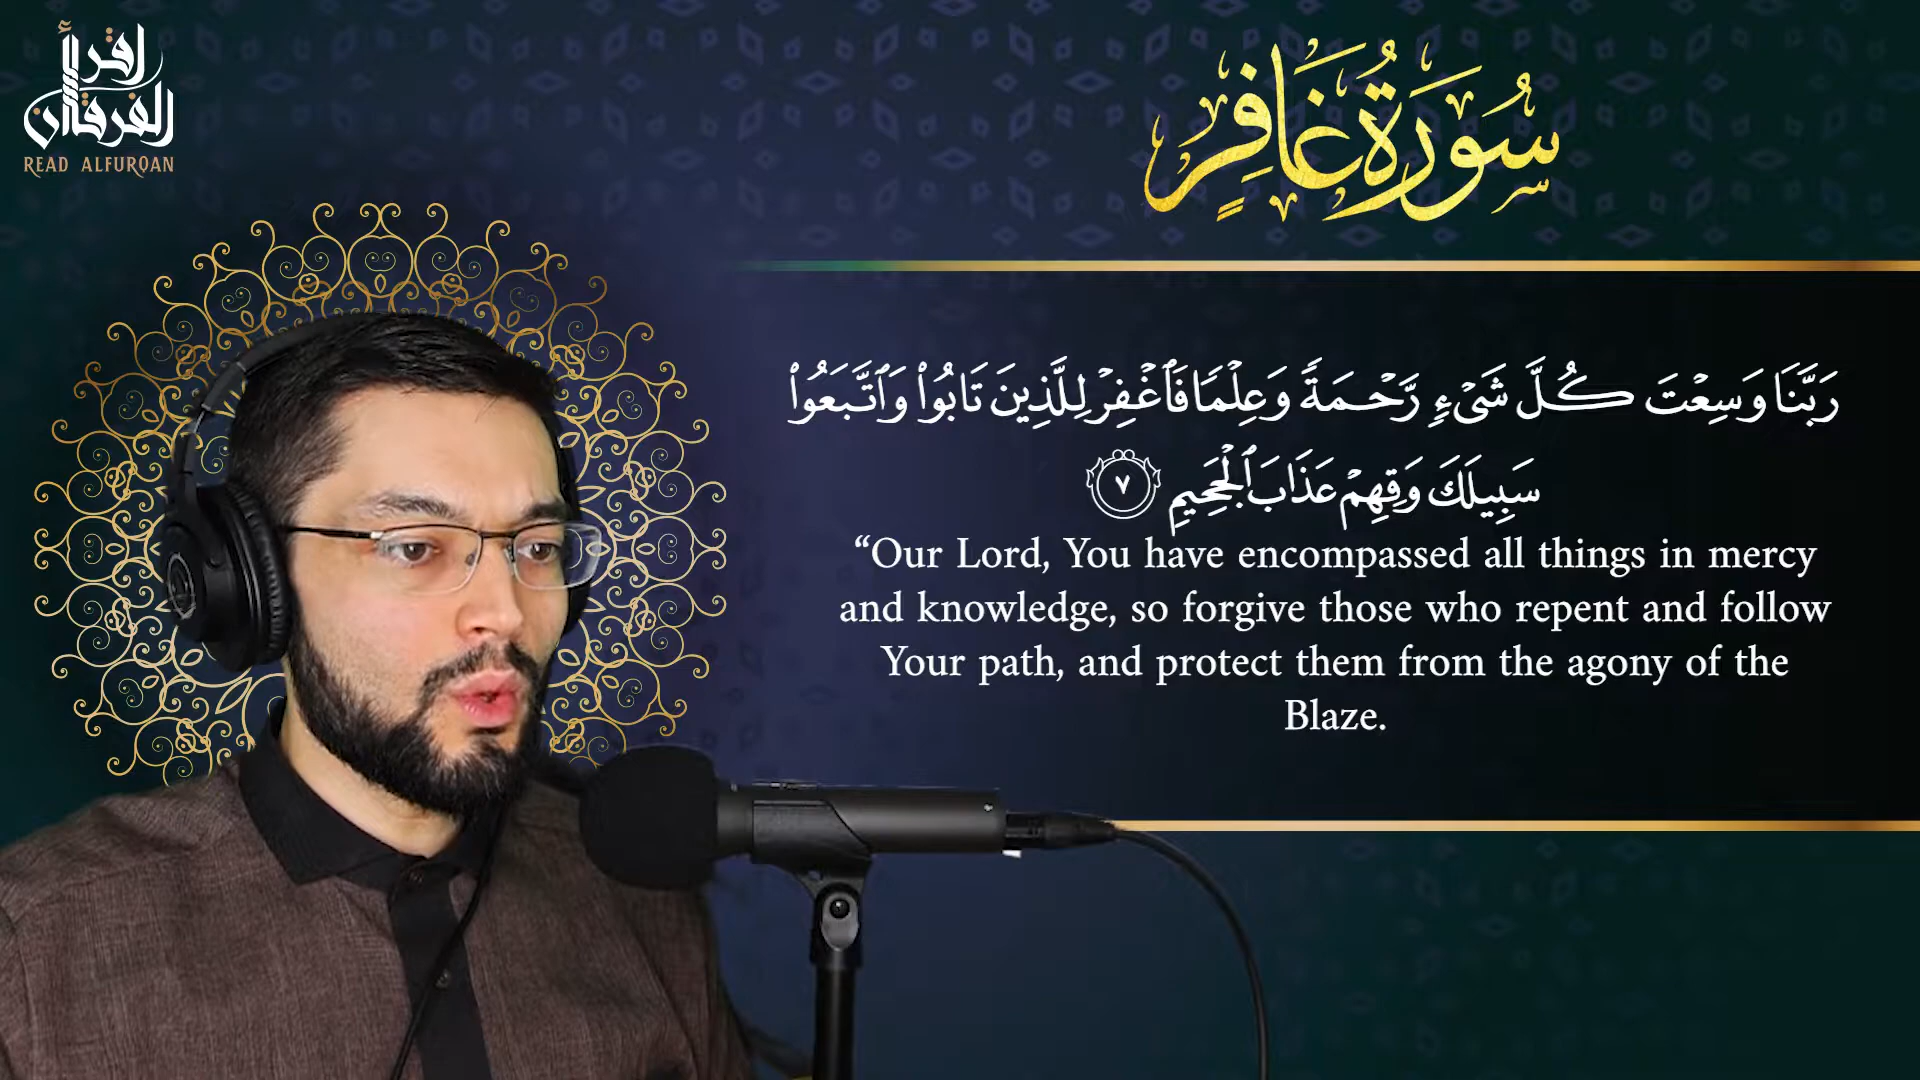 اقرأ
الفرقان
READ ALFURQAN
سُورَةُ غَافِرٍ
رَبَّنَا وَسِعْتَ كُلَّ شَىْءٍ رَّحْمَةً وَعِلْمًا فَٱغْفِرْ لِلَّذِينَ تَابُوا۟ وَٱتَّبَعُوا۟
سَبِيلَكَ وَقِهِمْ عَذَابَ ٱلْجَحِيمِ ٧
“Our Lord, You have encompassed all things in mercy
and knowledge, so forgive those who repent and follow
Your path, and protect them from the agony of the
Blaze.